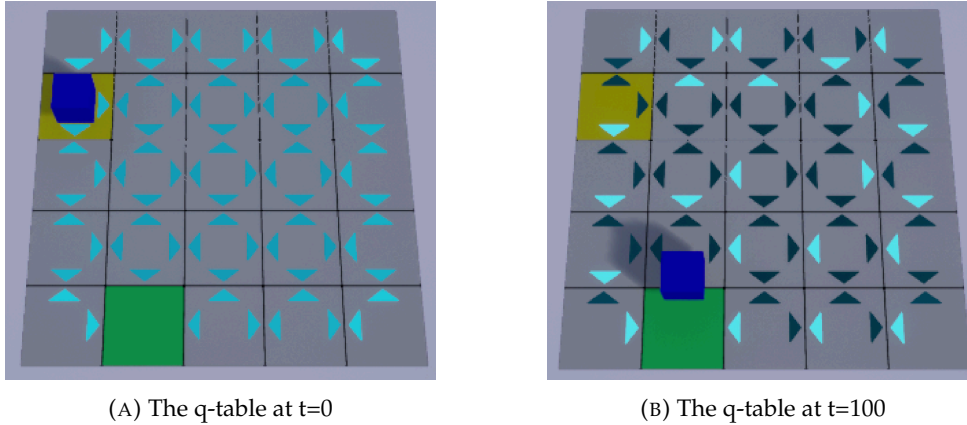 (A) The q-table at t=0
(B) The q-table at t=100